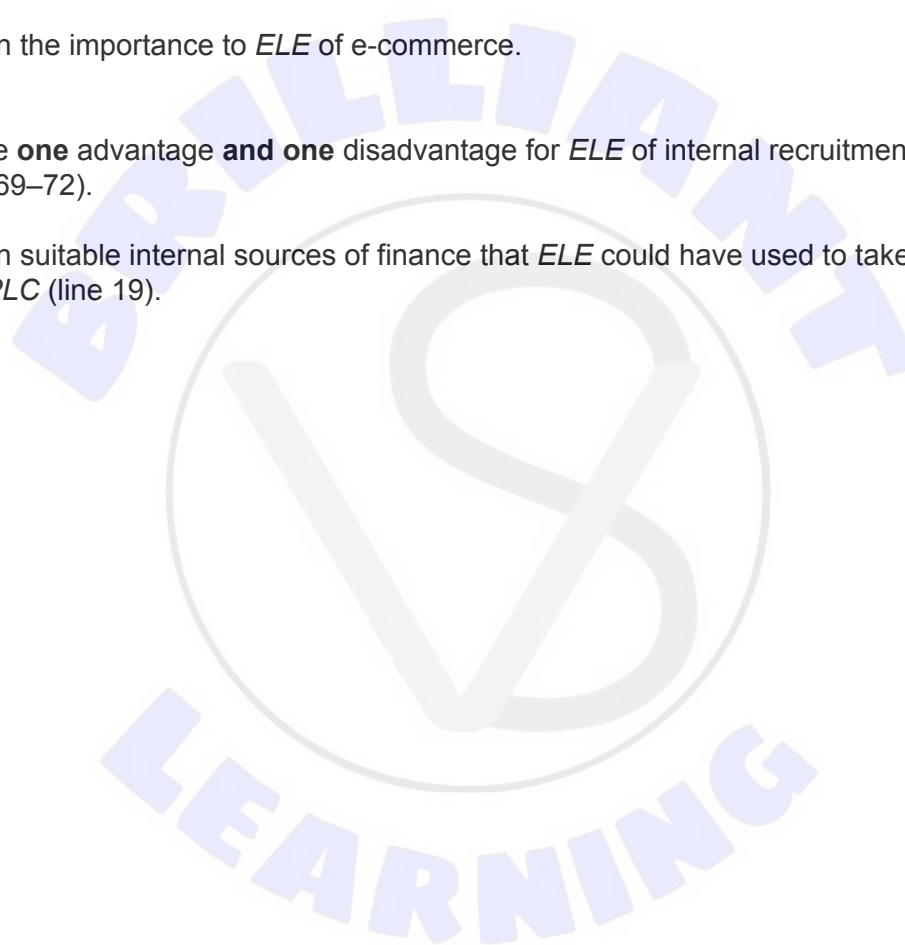 n the importance to ELE of e-commerce.
e one advantage and one disadvantage for ELE of internal recruitmen
69–72).
n suitable internal sources of finance that ELE could have used to take
PLC (line 19).
BRILLIANT
VS
LEARNING